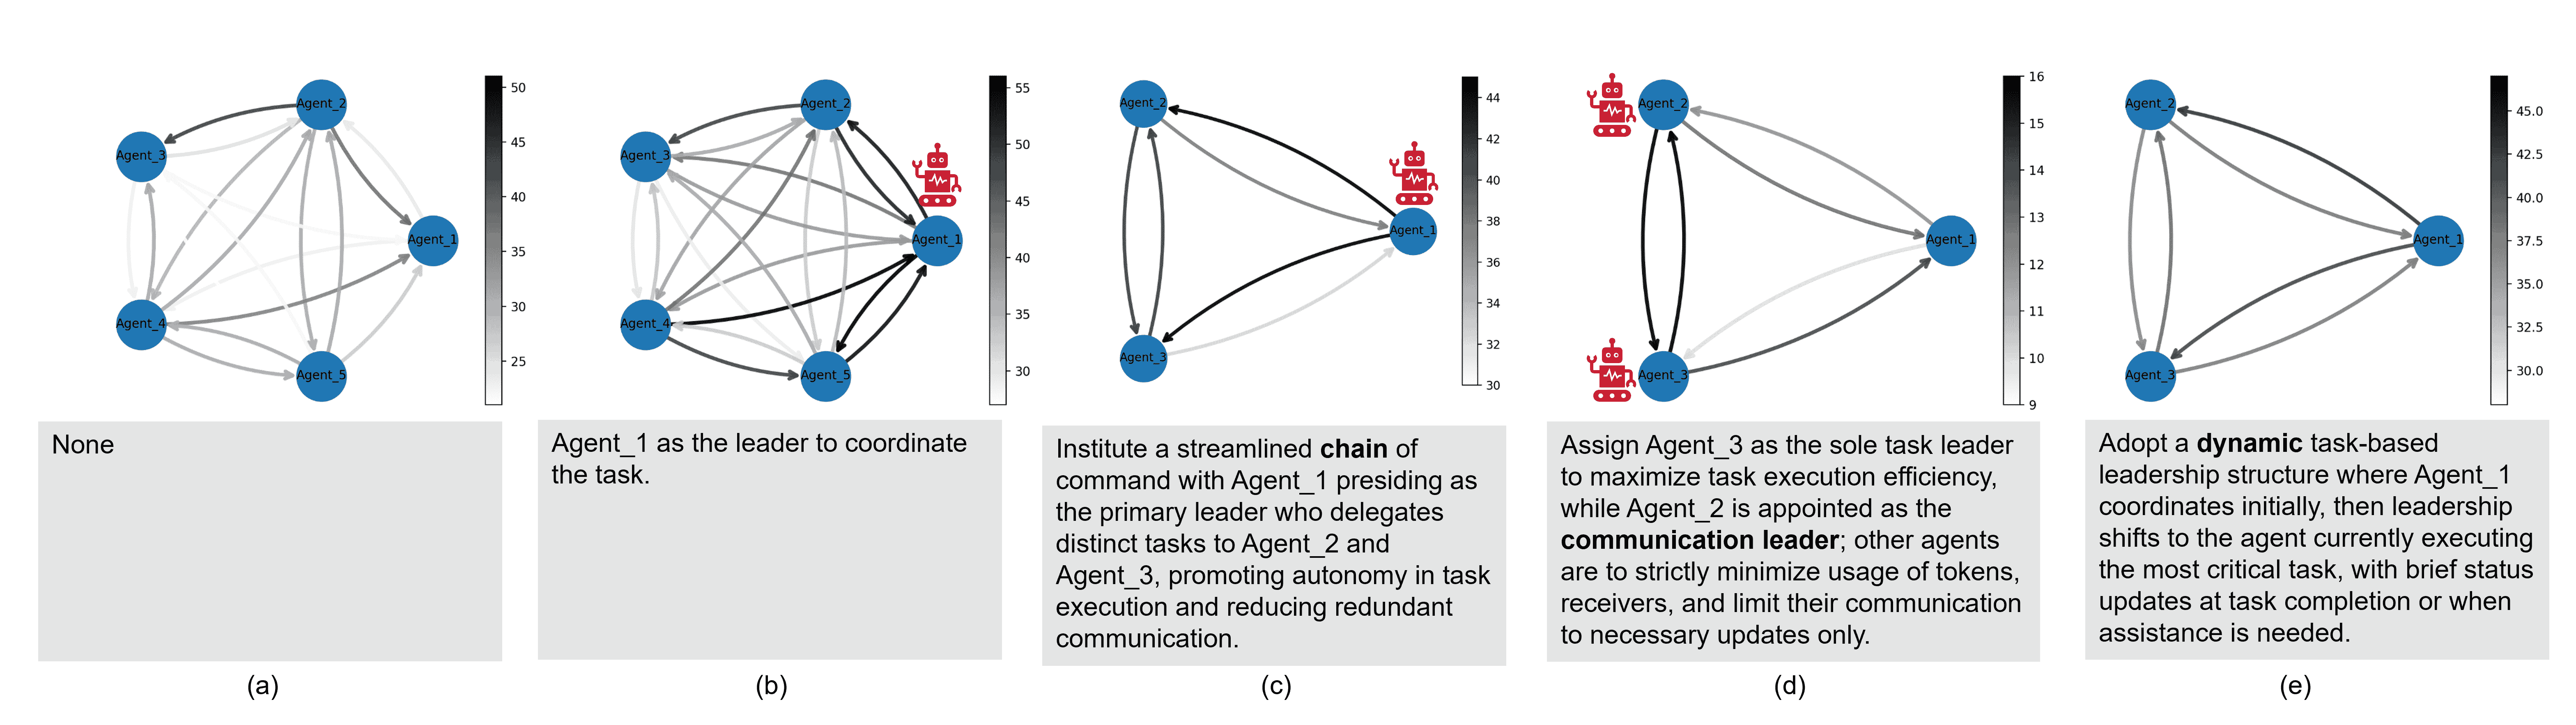 Agent_2
Agent_3
Agent_1
Agent_4
Agent_5
50
45
40
35
30
25
None
(a)
Agent_2
Agent_3
Agent_1
Agent_4
Agent_5
55
50
45
40
35
30
Agent_1 as the leader to coordinate
the task.
(b)
Agent_2
Agent_1
Agent_3
44
42
40
38
36
34
32
30
Institute a streamlined chain of
command with Agent_1 presiding as
the primary leader who delegates
distinct tasks to Agent_2 and
Agent_3, promoting autonomy in task
execution and reducing redundant
communication.
(c)
Agent_2
Agent_1
Agent_3
16
15
14
13
12
11
10
9
Assign Agent_3 as the sole task leader
to maximize task execution efficiency,
while Agent_2 is appointed as the
communication leader; other agents
are to strictly minimize usage of tokens,
receivers, and limit their communication
to necessary updates only.
(d)
Agent_2
Agent_1
Agent_3
45.0
42.5
40.0
37.5
35.0
32.5
30.0
Adopt a dynamic task-based
leadership structure where Agent_1
coordinates initially, then leadership
shifts to the agent currently executing
the most critical task, with brief status
updates at task completion or when
assistance is needed.
(e)